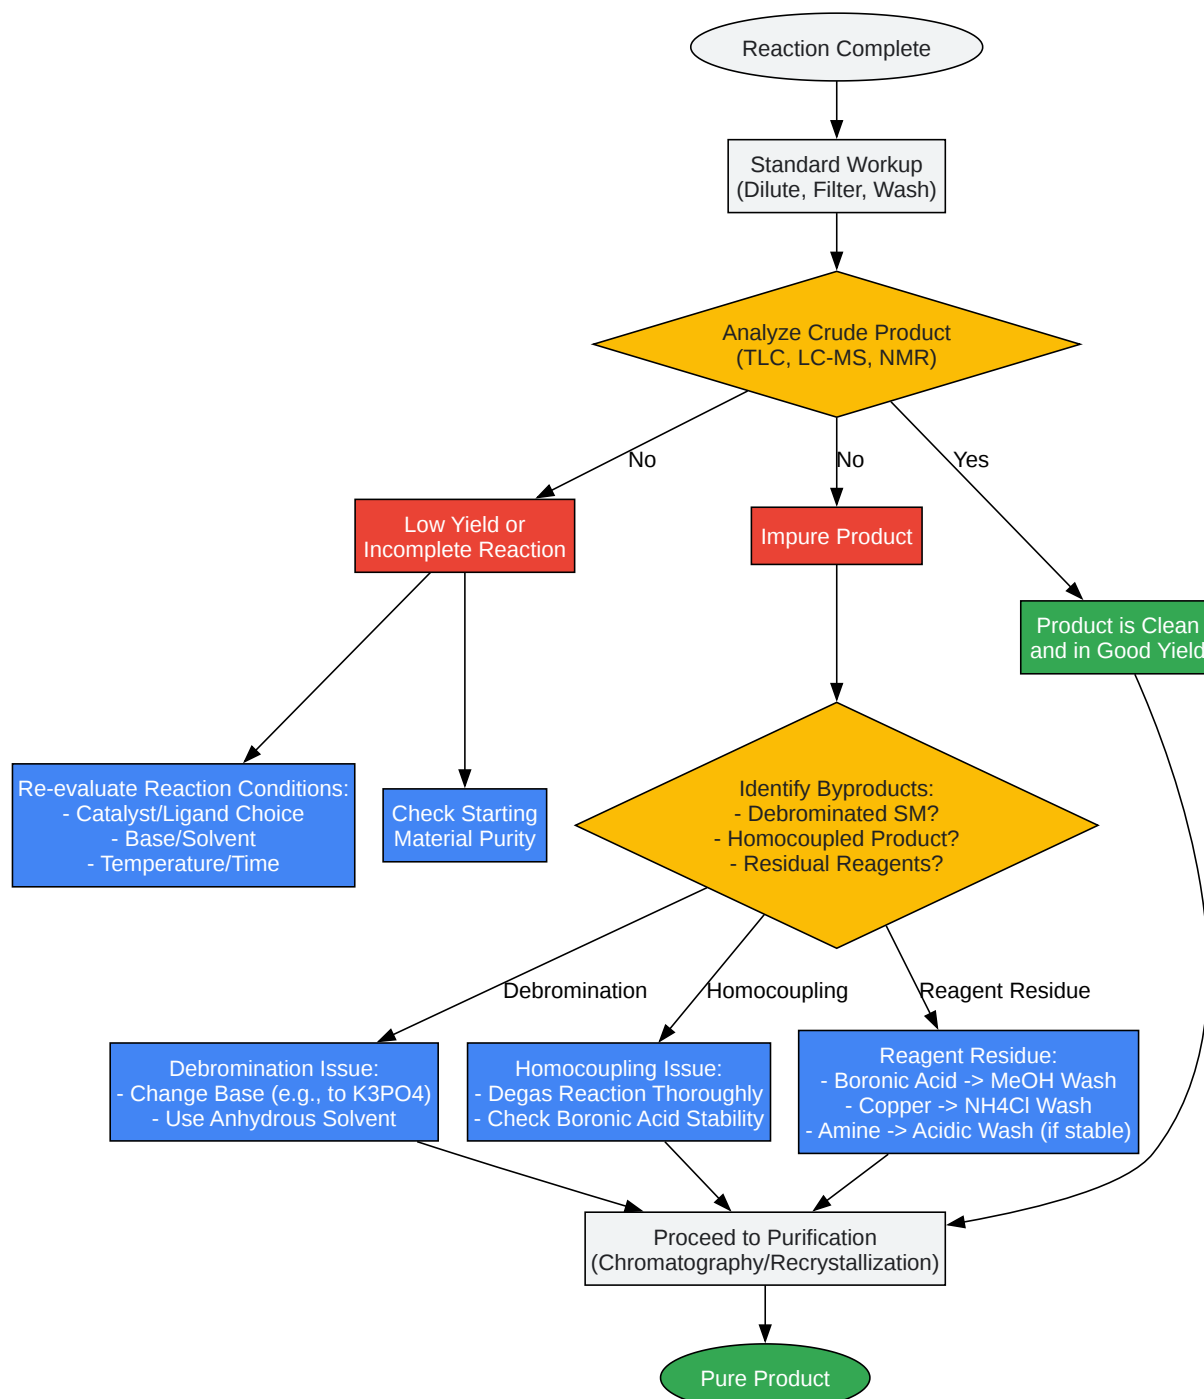 Reaction Complete
Standard Workup
(Dilute, Filter, Wash)
Analyze Crude Product
(TLC, LC-MS, NMR)
No
No
Yes
Low Yield or
Incomplete Reaction
Impure Product
Product is Clean
and in Good Yield
Re-evaluate Reaction Conditions:
- Catalyst/Ligand Choice
- Base/Solvent
- Temperature/Time
Check Starting
Material Purity
Identify Byproducts:
- Debrominated SM?
- Homocoupled Product?
- Residual Reagents?
Debromination
Homocoupling
Reagent Residue
Debromination Issue:
- Change Base (e.g., to K3PO4)
- Use Anhydrous Solvent
Homocoupling Issue:
- Degas Reaction Thoroughly
- Check Boronic Acid Stability
Reagent Residue:
- Boronic Acid -> MeOH Wash
- Copper -> NH4Cl Wash
- Amine -> Acidic Wash (if stable)
Proceed to Purification
(Chromatography/Recrystallization)
Pure Product